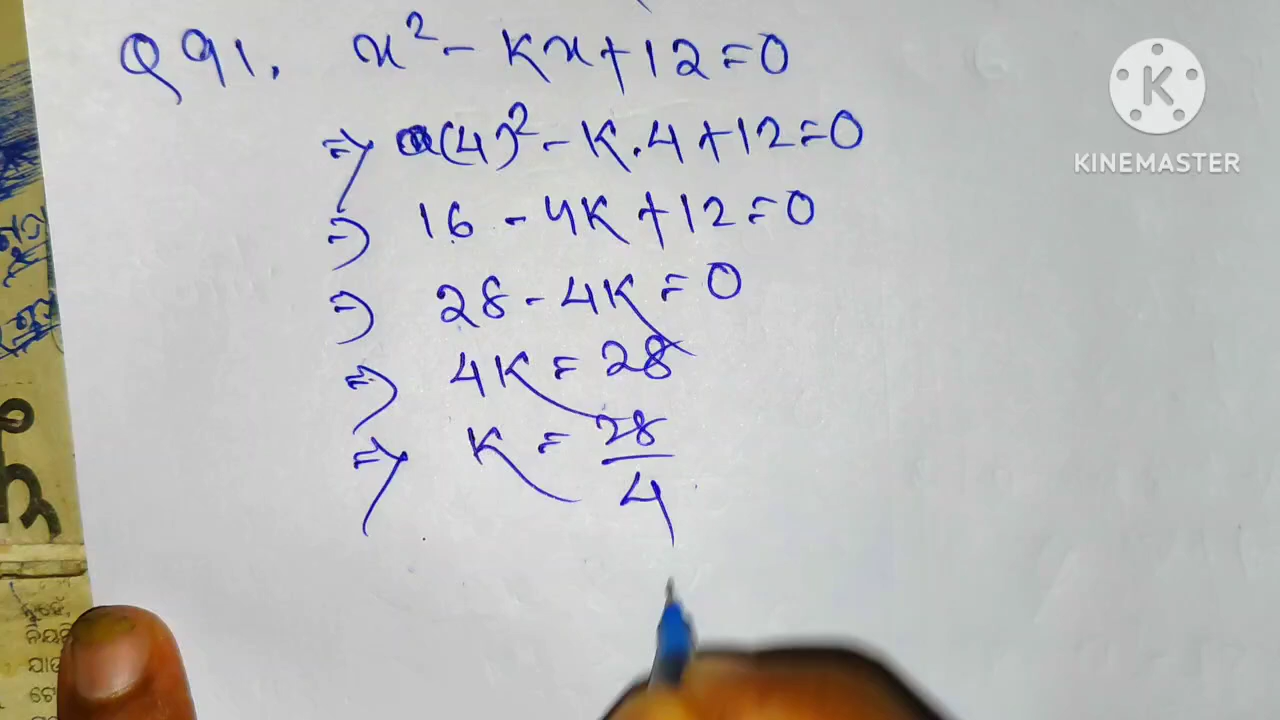 Q 91. x² - Kx + 12 = 0
⇒ (4)² - K.4 + 12 = 0
⇒ 16 - 4K + 12 = 0
⇒ 28 - 4K = 0
⇒ 4K = 28
⇒ K = 28/4
K
KINEMASTER